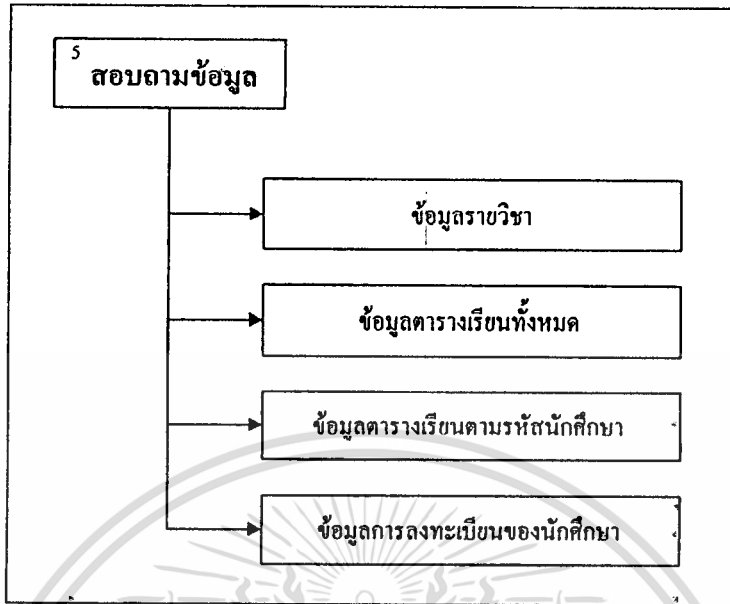 5
สอบถามข้อมูล
ข้อมูลรายวิชา
ข้อมูลตารางเรียนทั้งหมด
ข้อมูลตารางเรียนตามรหัสนักศึกษา
ข้อมูลการลงทะเบียนของนักศึกษา